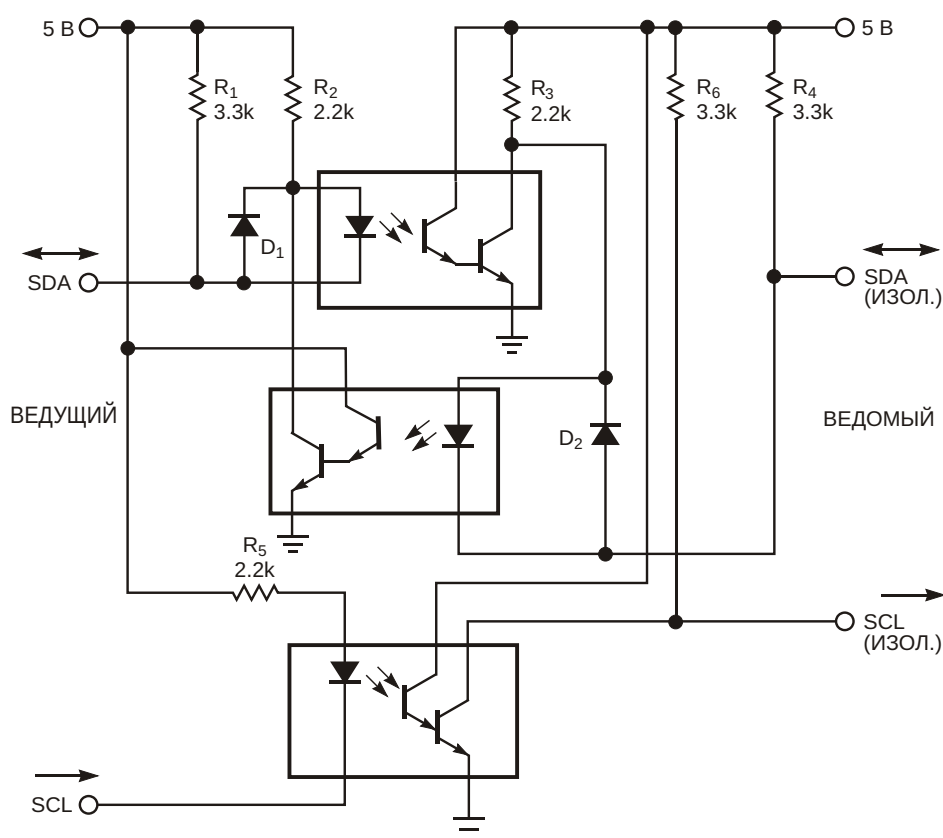 5 В
5 В
R1
3.3k
R2
2.2k
R3
2.2k
R6
3.3k
R4
3.3k
D1
SDA
SDA
(ИЗОЛ.)
ВЕДУЩИЙ
ВЕДОМЫЙ
D2
R5
2.2k
SCL
(ИЗОЛ.)
SCL